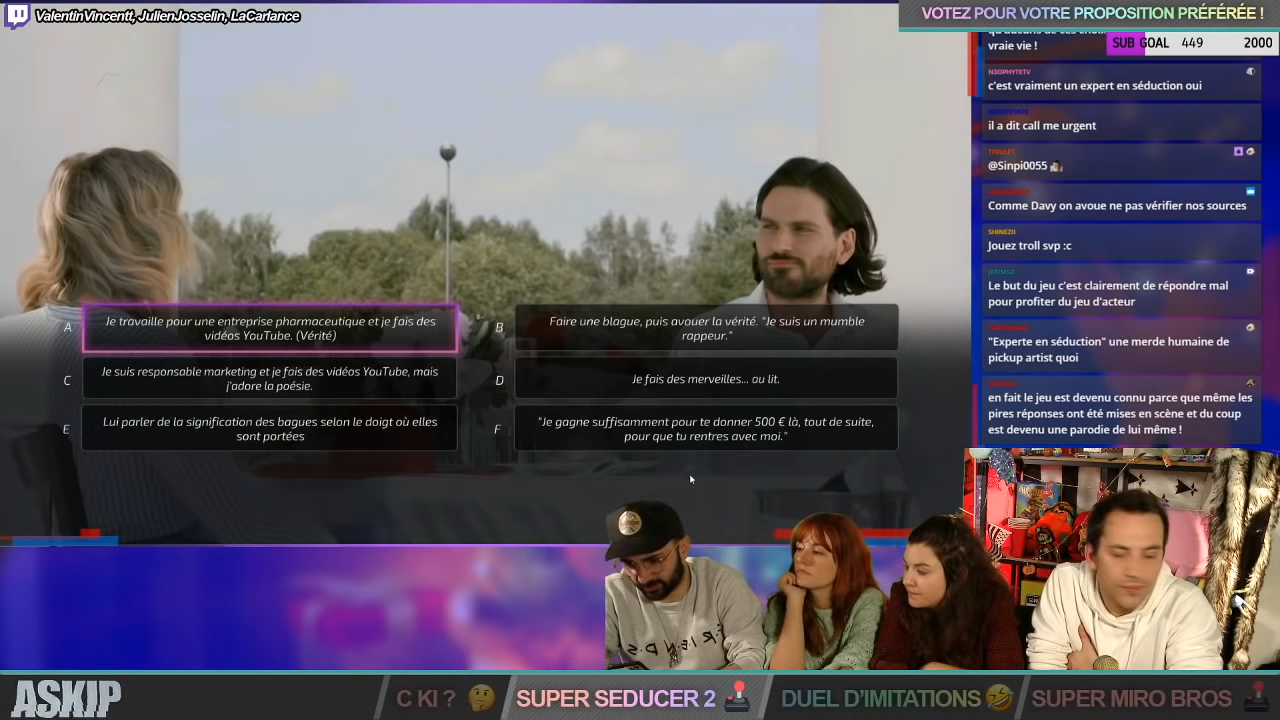 ValentinVincentt, JulienJosselin, LaCarlance
VOTEZ POUR VOTRE PROPOSITION PRÉFÉRÉE !
vraie vie !
SUB GOAL 449 2000
N3OPHYTETV
c'est vraiment un expert en séduction oui
il a dit call me urgent
@Sinpi0055
Comme Davy on avoue ne pas vérifier nos sources
SHINEZII
Jouez troll svp :c
Le but du jeu c'est clairement de répondre mal
pour profiter du jeu d'acteur
"Experte en séduction" une merde humaine de
pickup artist quoi
en fait le jeu est devenu connu parce que même les
pires réponses ont été mises en scène et du coup
est devenu une parodie de lui même !
A
Je travaille pour une entreprise pharmaceutique et je fais des
vidéos YouTube. (Vérité)
B
Faire une blague, puis avouer la vérité. "Je suis un mumble
rappeur."
C
Je suis responsable marketing et je fais des vidéos YouTube, mais
j'adore la poésie.
D
Je fais des merveilles... au lit.
E
Lui parler de la signification des bagues selon le doigt où elles
sont portées
F
"Je gagne suffisamment pour te donner 500 € là, tout de suite,
pour que tu rentres avec moi."
ASKIP
C KI ?
SUPER SEDUCER 2
DUEL D'IMITATIONS
SUPER MIRO BROS